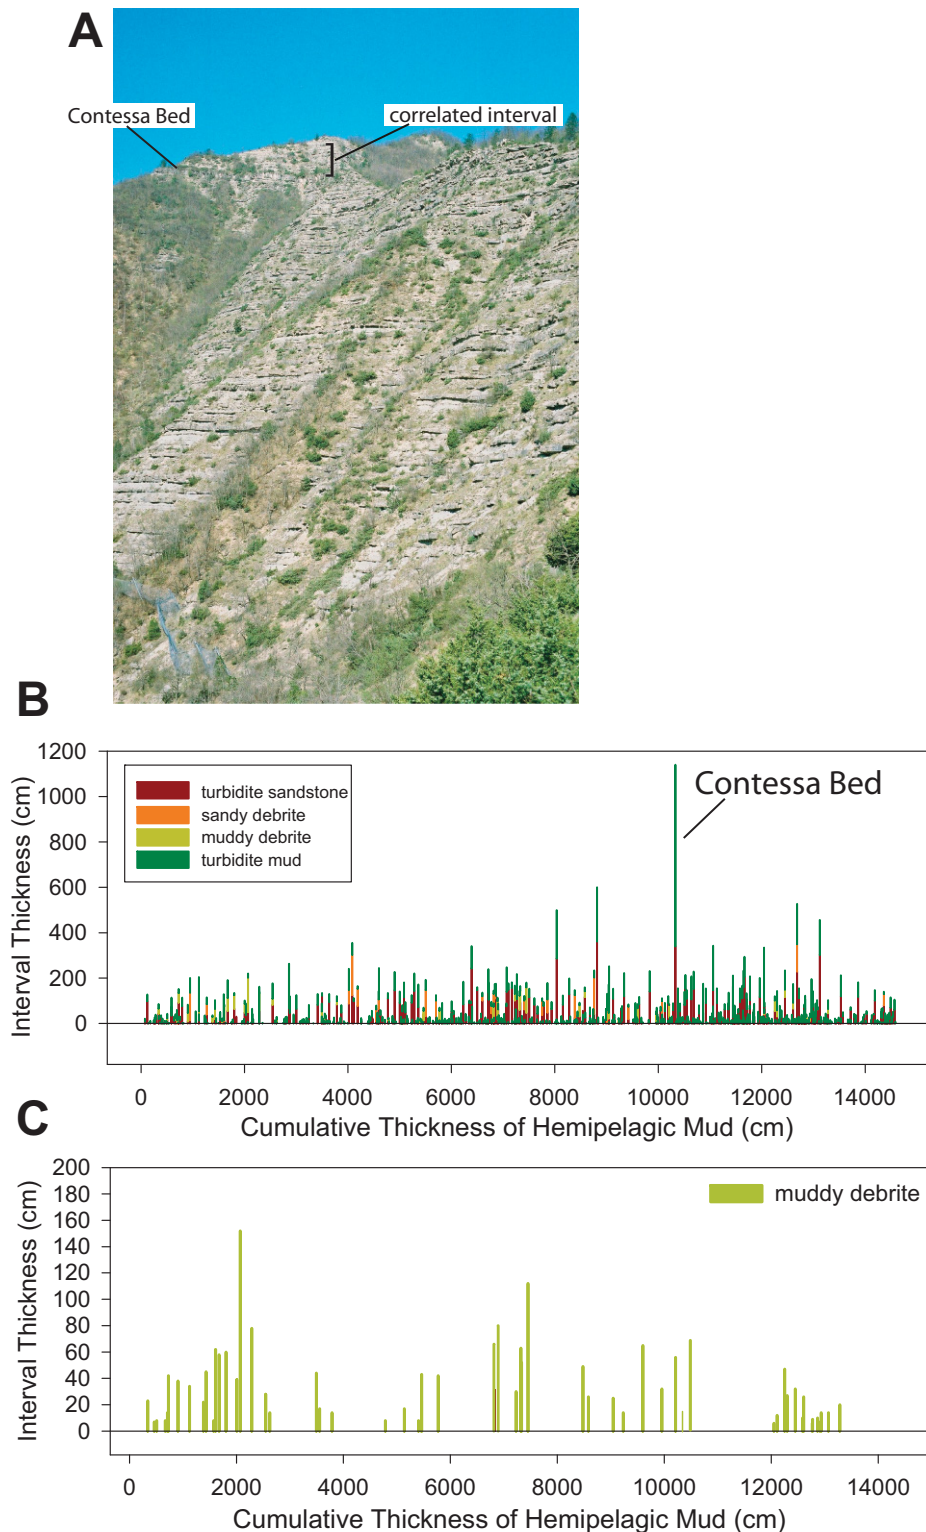 A
Contessa Bed
correlated interval
B
Interval Thickness (cm)
1200
1000
800
600
400
200
0
turbidite sandstone
sandy debrite
muddy debrite
turbidite mud
Contessa Bed
0 2000 4000 6000 8000 10000 12000 14000
Cumulative Thickness of Hemipelagic Mud (cm)
C
Interval Thickness (cm)
200
180
160
140
120
100
80
60
40
20
0
muddy debrite
0 2000 4000 6000 8000 10000 12000 14000
Cumulative Thickness of Hemipelagic Mud (cm)